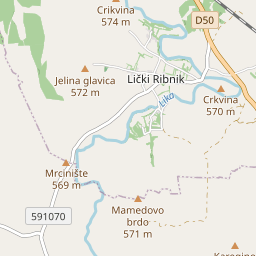 Crikvina
574 m
D50
Jelina glavica
572 m
Lički Ribnik
Lika
Crkvina
570 m
Mrcinište
569 m
591070
Mamedovo
brdo
571 m